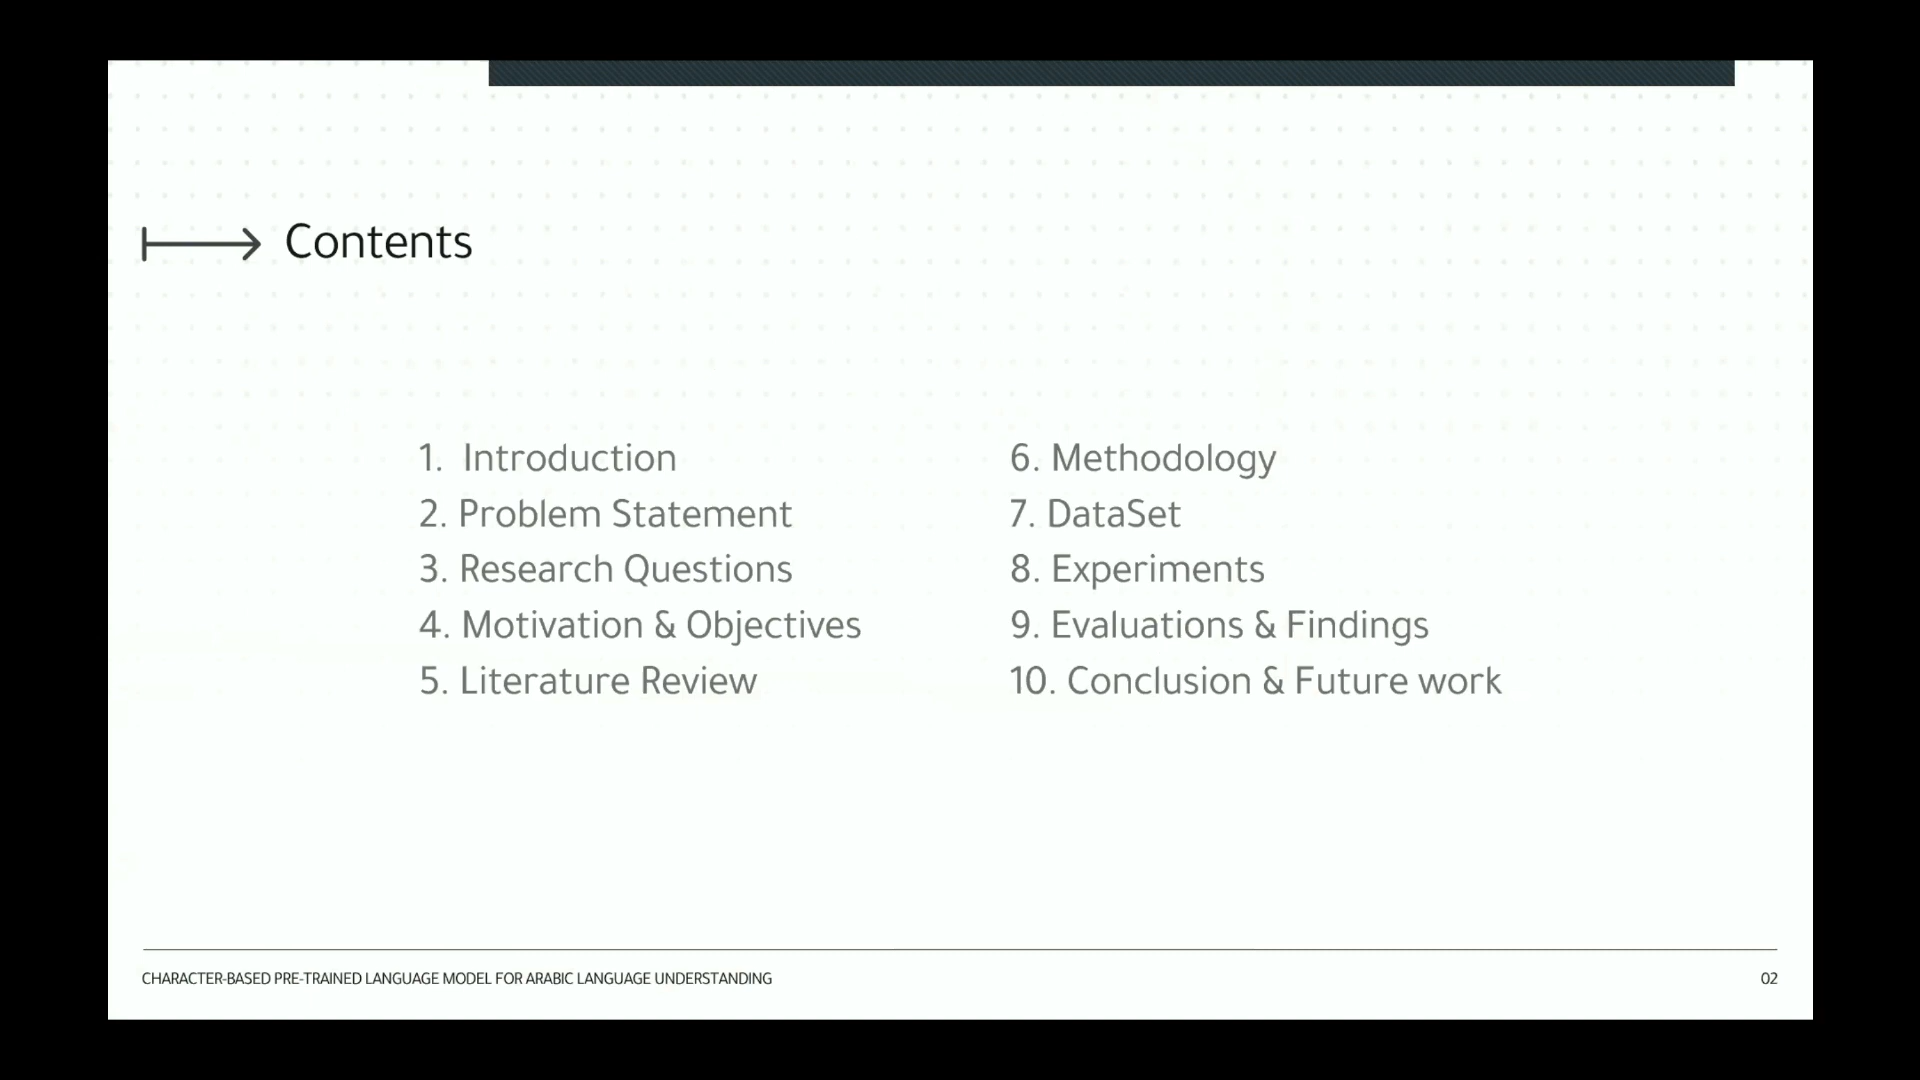 Contents
1. Introduction
2. Problem Statement
3. Research Questions
4. Motivation & Objectives
5. Literature Review
6. Methodology
7. DataSet
8. Experiments
9. Evaluations & Findings
10. Conclusion & Future work
CHARACTER-BASED PRE-TRAINED LANGUAGE MODEL FOR ARABIC LANGUAGE UNDERSTANDING
02